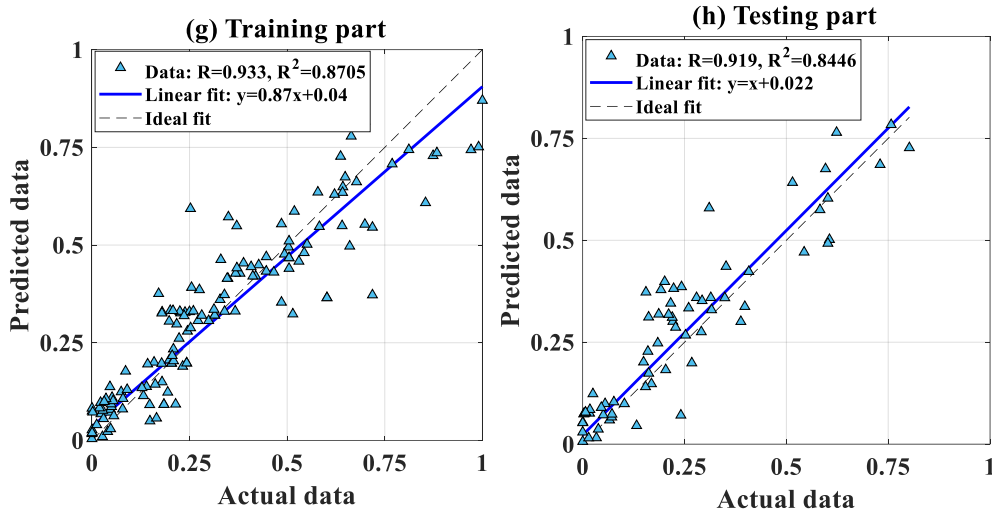 (g) Training part
Data: R=0.933, R²=0.8705
Linear fit: y=0.87x+0.04
Ideal fit
1
0.75
0.5
0.25
0
0
0.25
0.5
0.75
1
Predicted data
Actual data
(h) Testing part
Data: R=0.919, R²=0.8446
Linear fit: y=x+0.022
Ideal fit
1
0.75
0.5
0.25
0
0
0.25
0.5
0.75
1
Predicted data
Actual data